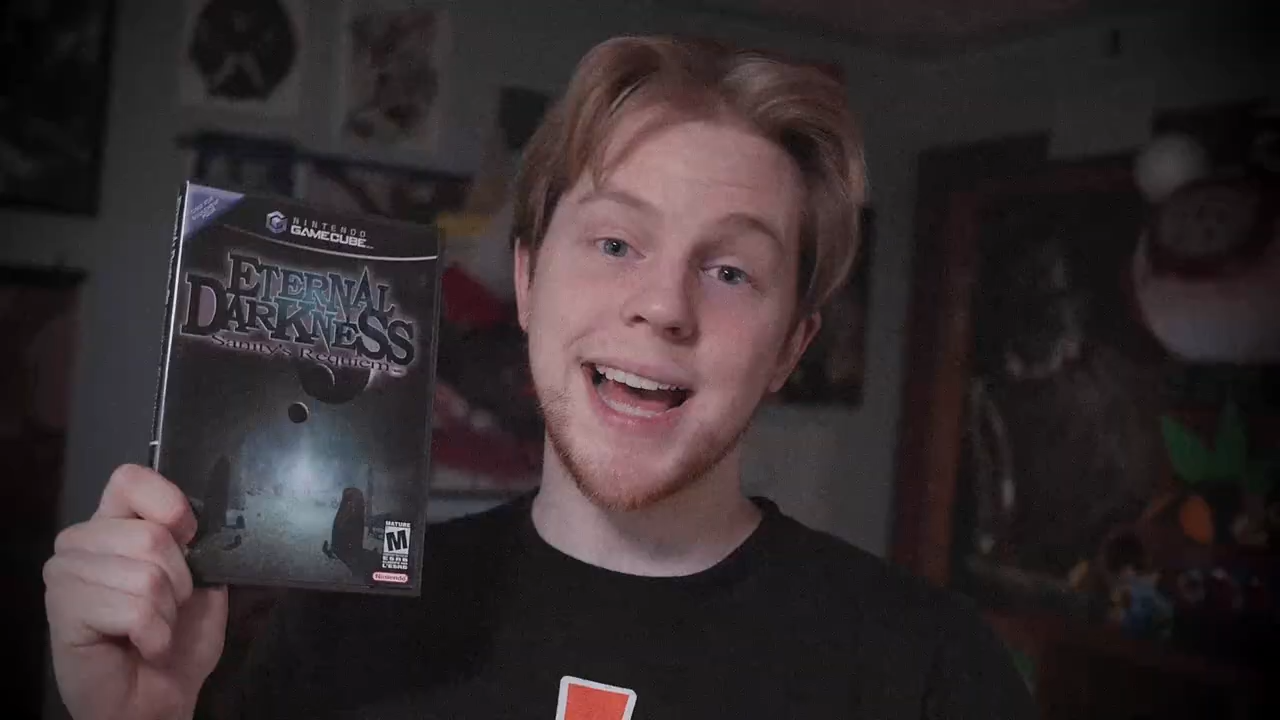 NINTENDO
GAMECUBE
ETERNAL
DARKNESS
Sanity's Requiem
MATURE
M
ESRB
Nintendo